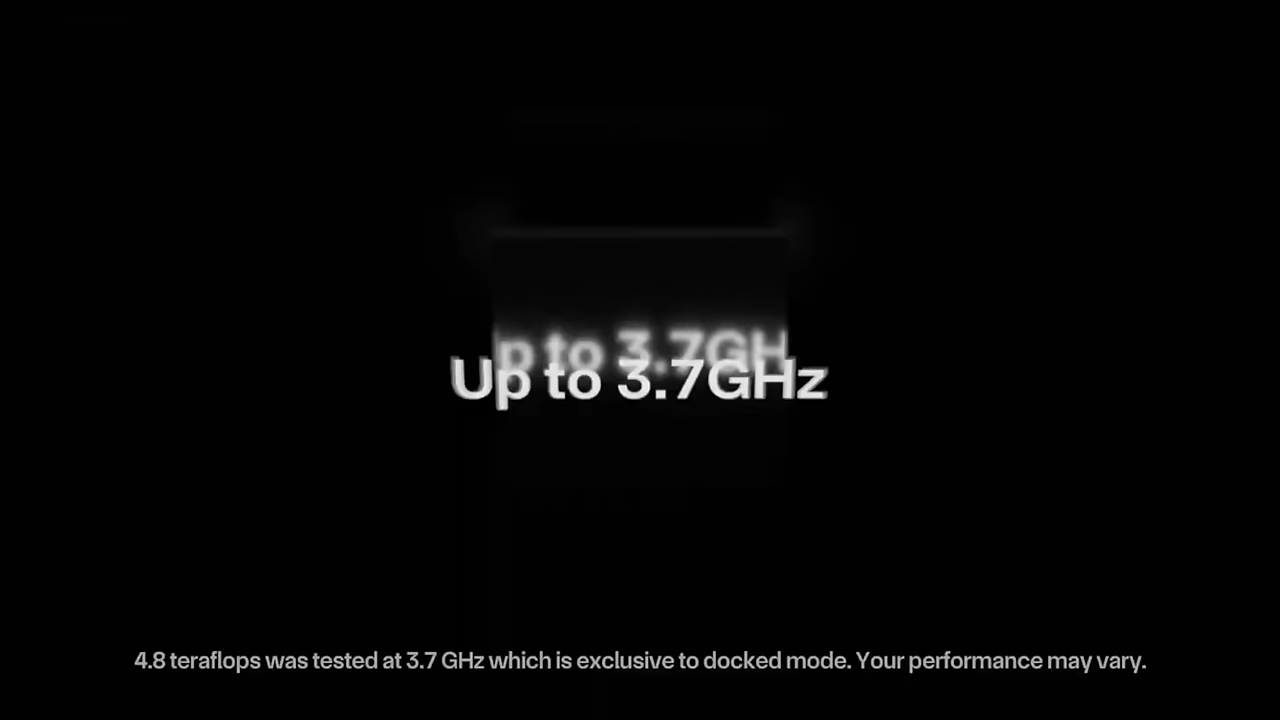 Up to 3.7GHz
4.8 teraflops was tested at 3.7 GHz which is exclusive to docked mode. Your performance may vary.